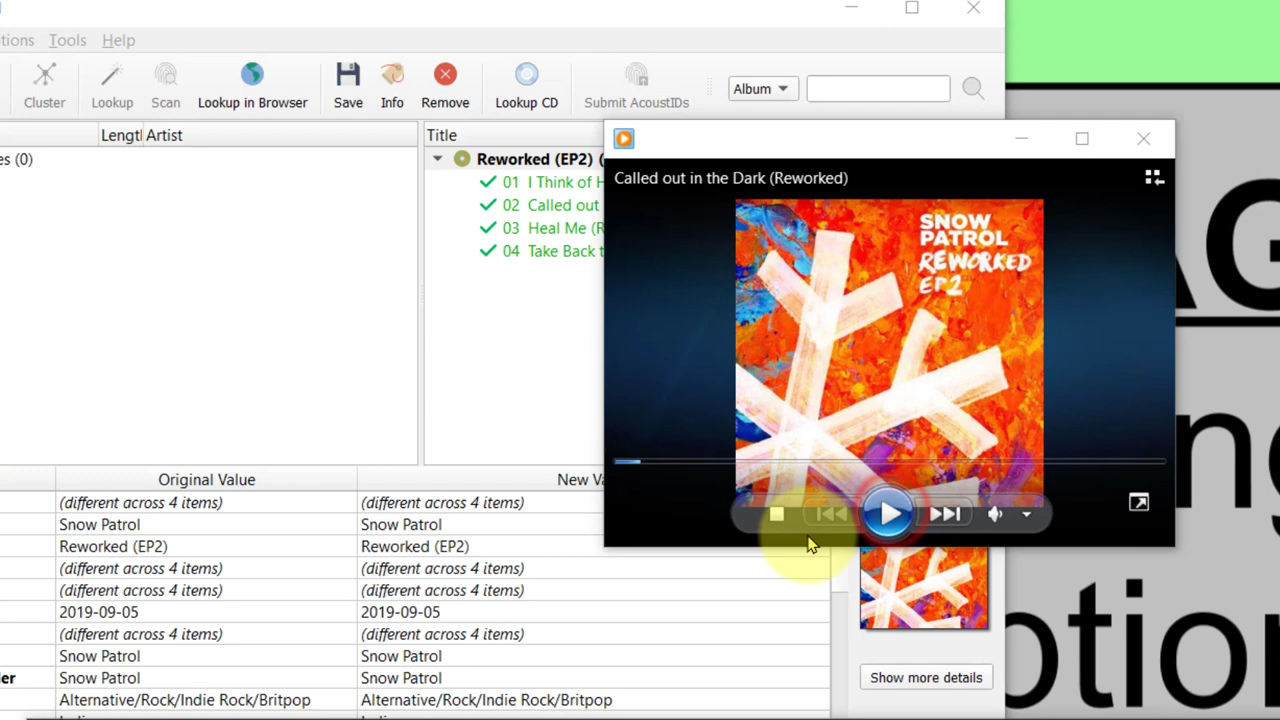 otions Tools Help
Cluster Lookup Scan Lookup in Browser Save Info Remove Lookup CD Submit AcoustIDs Album
Length Artist
Title
es (0)
Reworked (EP2) (
01 I Think of H
02 Called out
03 Heal Me (R
04 Take Back t
Called out in the Dark (Reworked)
SNOW
PATROL
REWORKED
EP2
Original Value New Va
(different across 4 items) (different across 4 items)
Snow Patrol Snow Patrol
Reworked (EP2) Reworked (EP2)
(different across 4 items) (different across 4 items)
(different across 4 items) (different across 4 items)
2019-09-05 2019-09-05
(different across 4 items) (different across 4 items)
Snow Patrol Snow Patrol
ler Snow Patrol Snow Patrol
Alternative/Rock/Indie Rock/Britpop Alternative/Rock/Indie Rock/Britpop
Show more details
AG
ng
otion